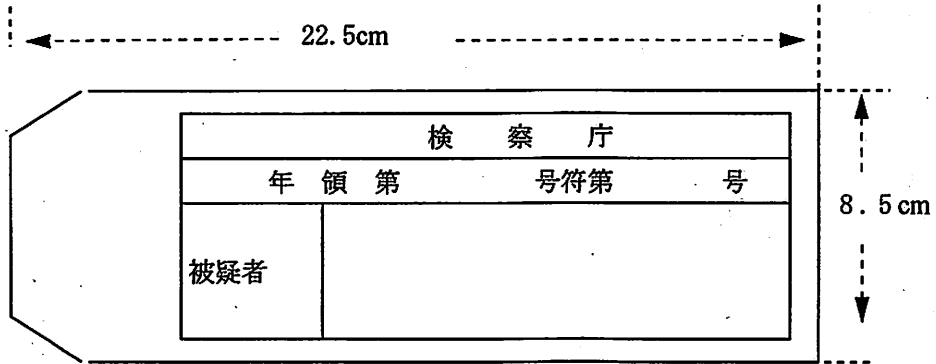 22.5cm
検 察 庁
年 領 第 号符第 号
8.5cm
被疑者